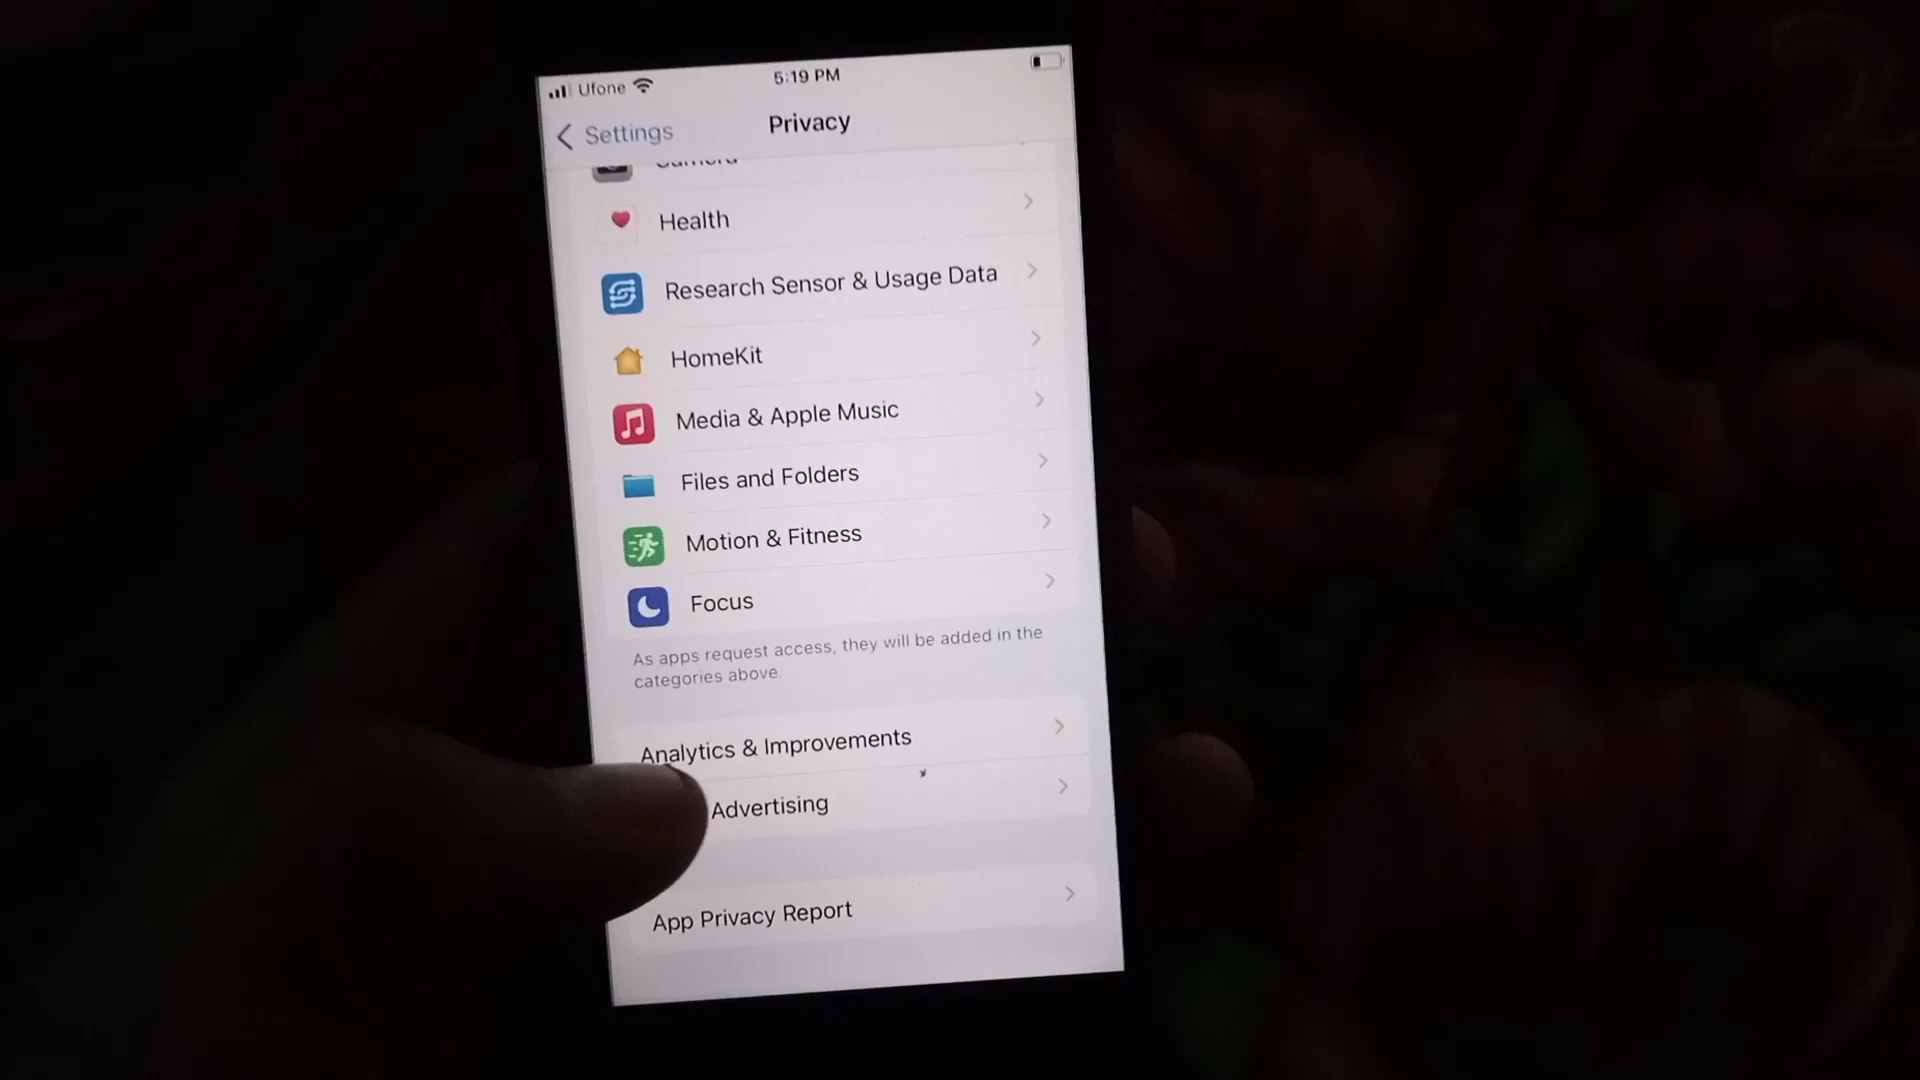 Ufone
5:19 PM
Settings
Privacy
Camera
Health
Research Sensor & Usage Data
HomeKit
Media & Apple Music
Files and Folders
Motion & Fitness
Focus
As apps request access, they will be added in the
categories above.
Analytics & Improvements
Advertising
App Privacy Report
2